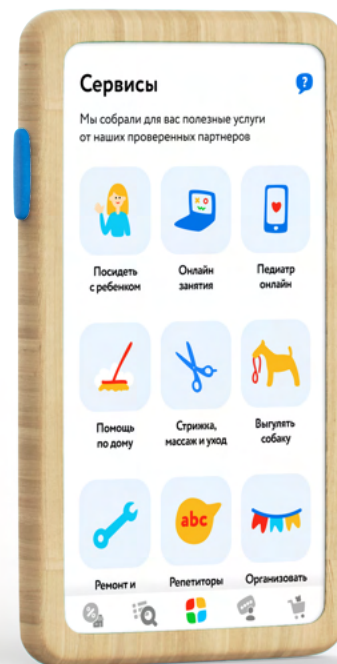 Сервисы
?
Мы собрали для вас полезные услуги
от наших проверенных партнеров
Посидеть
с ребенком
Онлайн
занятия
Педиатр
онлайн
Помощь
по дому
Стрижка,
массаж и уход
Выгулять
собаку
abc
Ремонт и
Репетиторы
Организовать
%